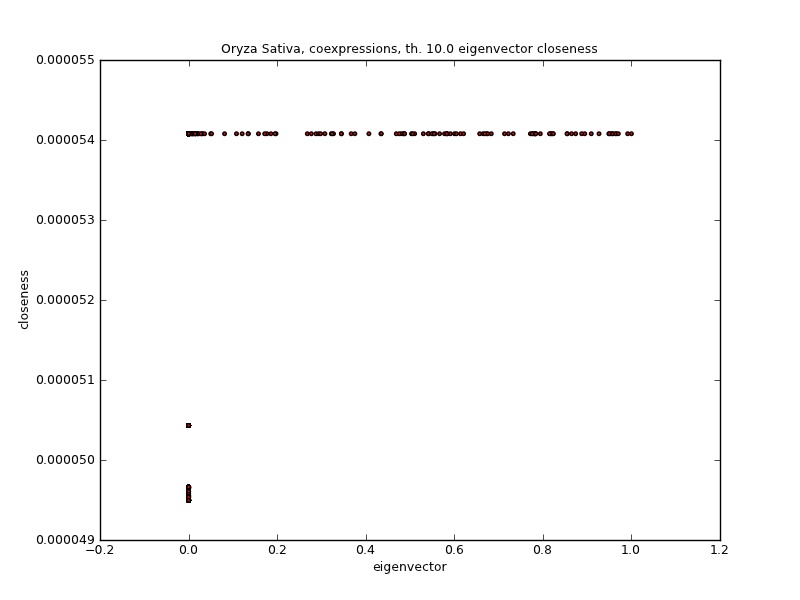 Oryza Sativa, coexpressions, th. 10.0 eigenvector closeness
0.000055
0.000054
0.000053
0.000052
0.000051
0.000050
0.000049
closeness
−0.2 0.0 0.2 0.4 0.6 0.8 1.0 1.2
eigenvector